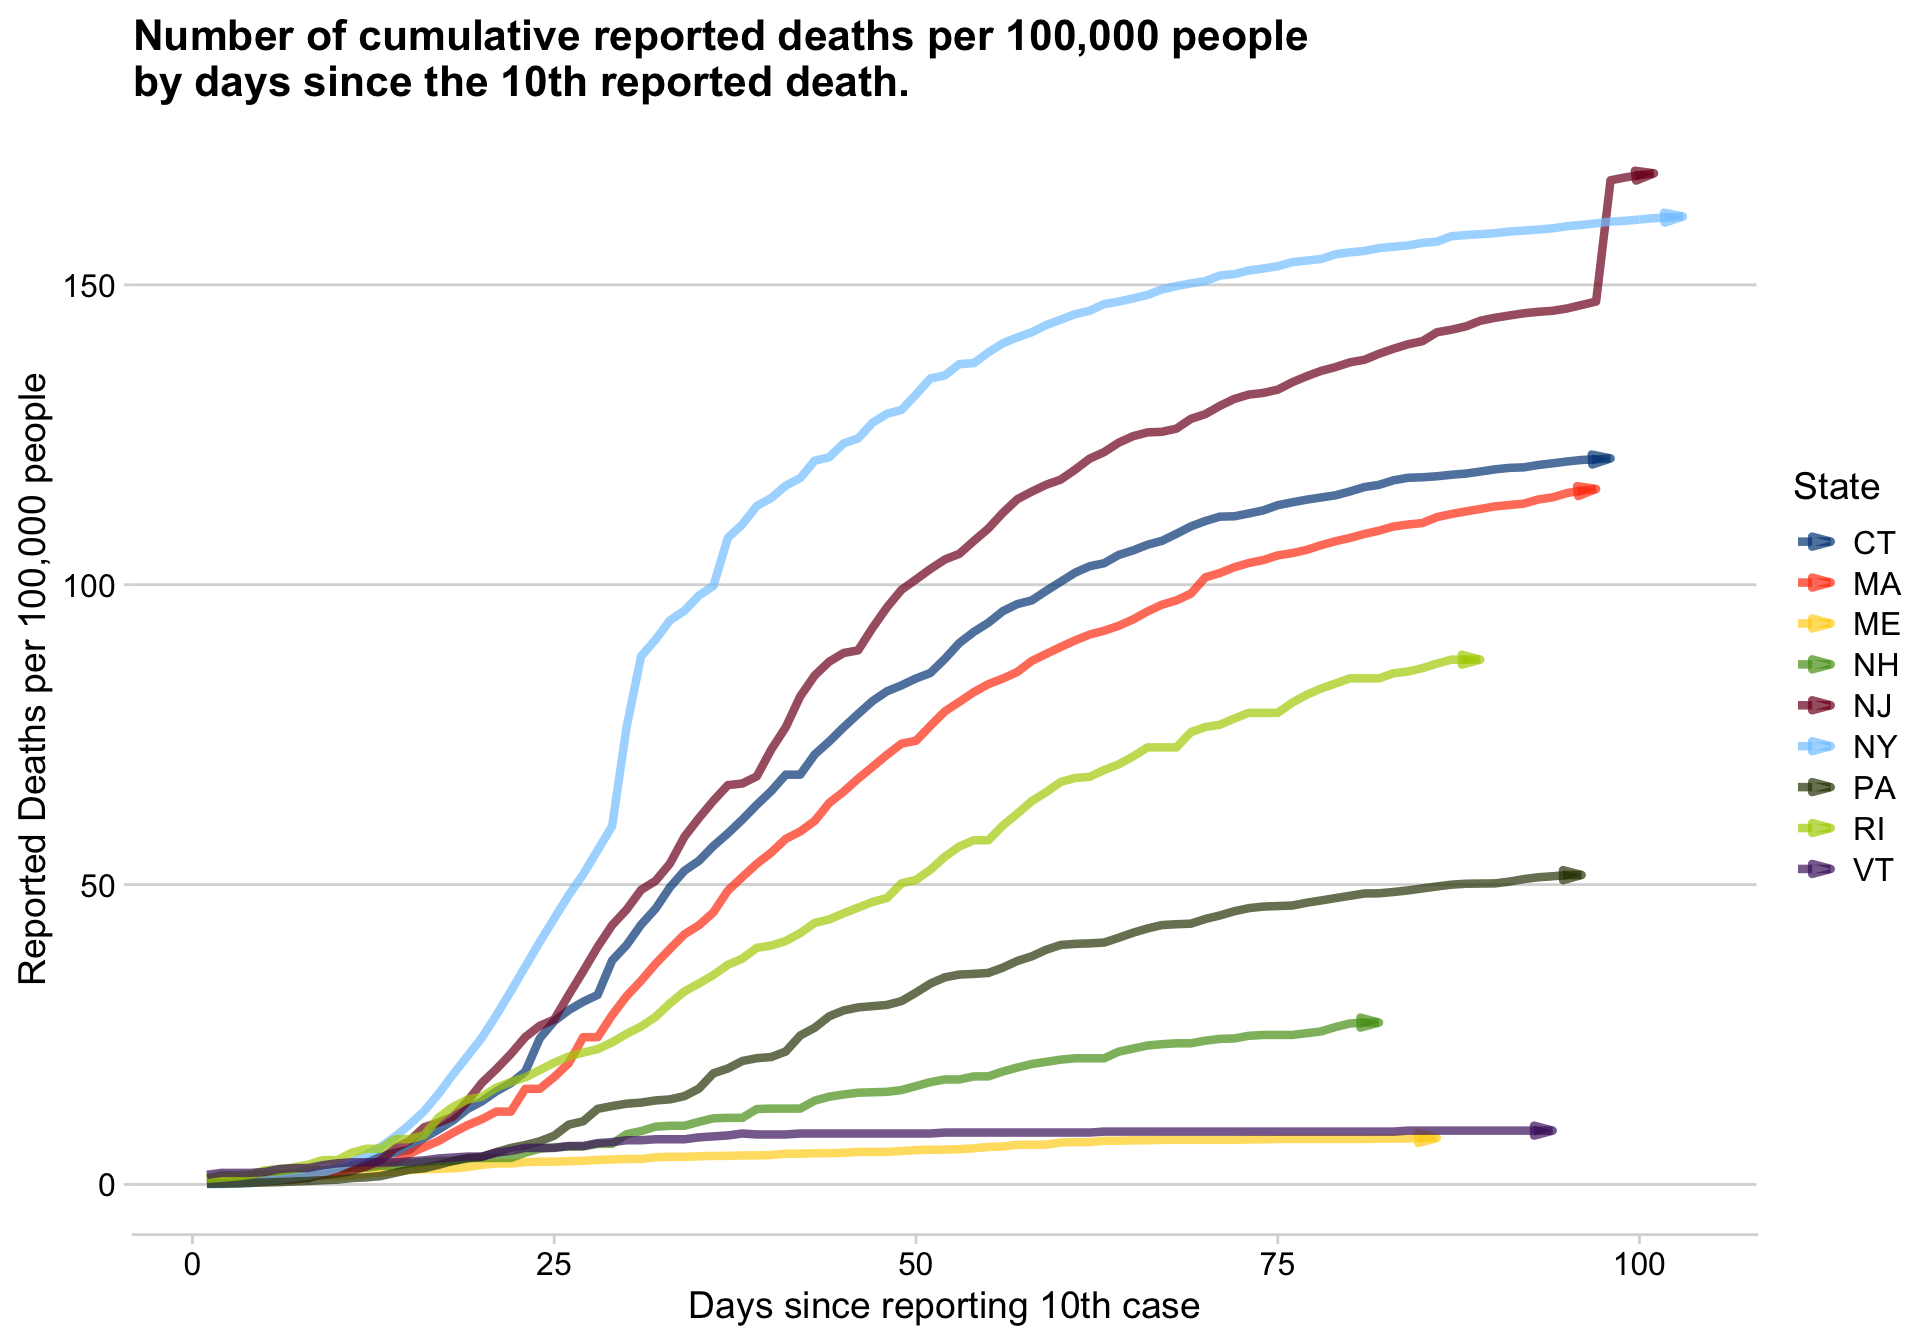 Number of cumulative reported deaths per 100,000 people
by days since the 10th reported death.
Reported Deaths per 100,000 people
150
100
50
0
0
25
50
75
100
Days since reporting 10th case
State
CT
MA
ME
NH
NJ
NY
PA
RI
VT